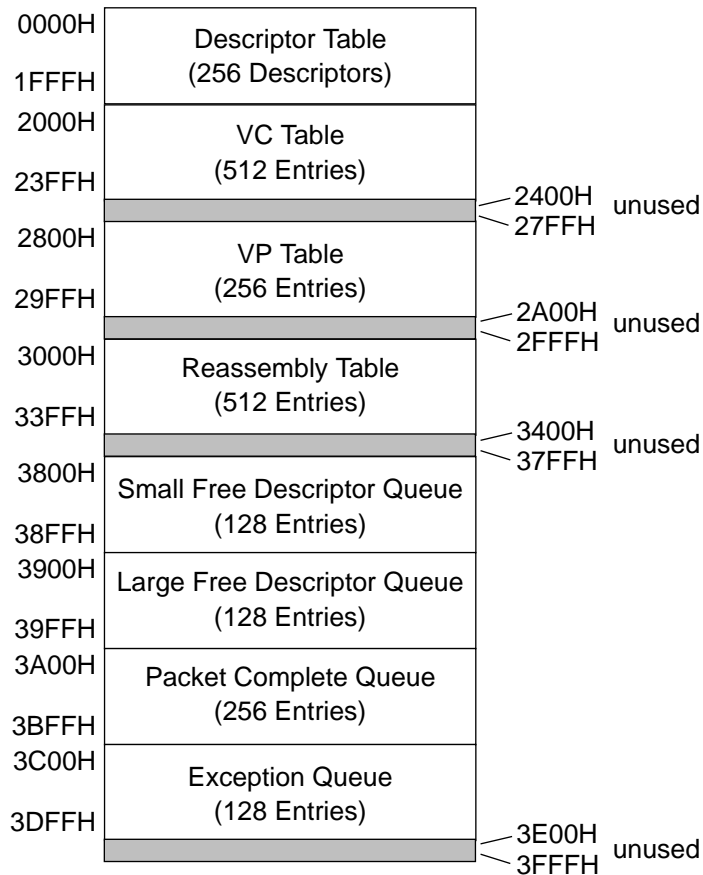 0000H
Descriptor Table
(256 Descriptors)
1FFFH
2000H
VC Table
(512 Entries)
23FFH
2400H
unused
27FFH
2800H
VP Table
(256 Entries)
29FFH
2A00H
unused
2FFFH
3000H
Reassembly Table
(512 Entries)
33FFH
3400H
unused
37FFH
3800H
Small Free Descriptor Queue
(128 Entries)
38FFH
3900H
Large Free Descriptor Queue
(128 Entries)
39FFH
3A00H
Packet Complete Queue
(256 Entries)
3BFFH
3C00H
Exception Queue
(128 Entries)
3DFFH
3E00H
unused
3FFFH